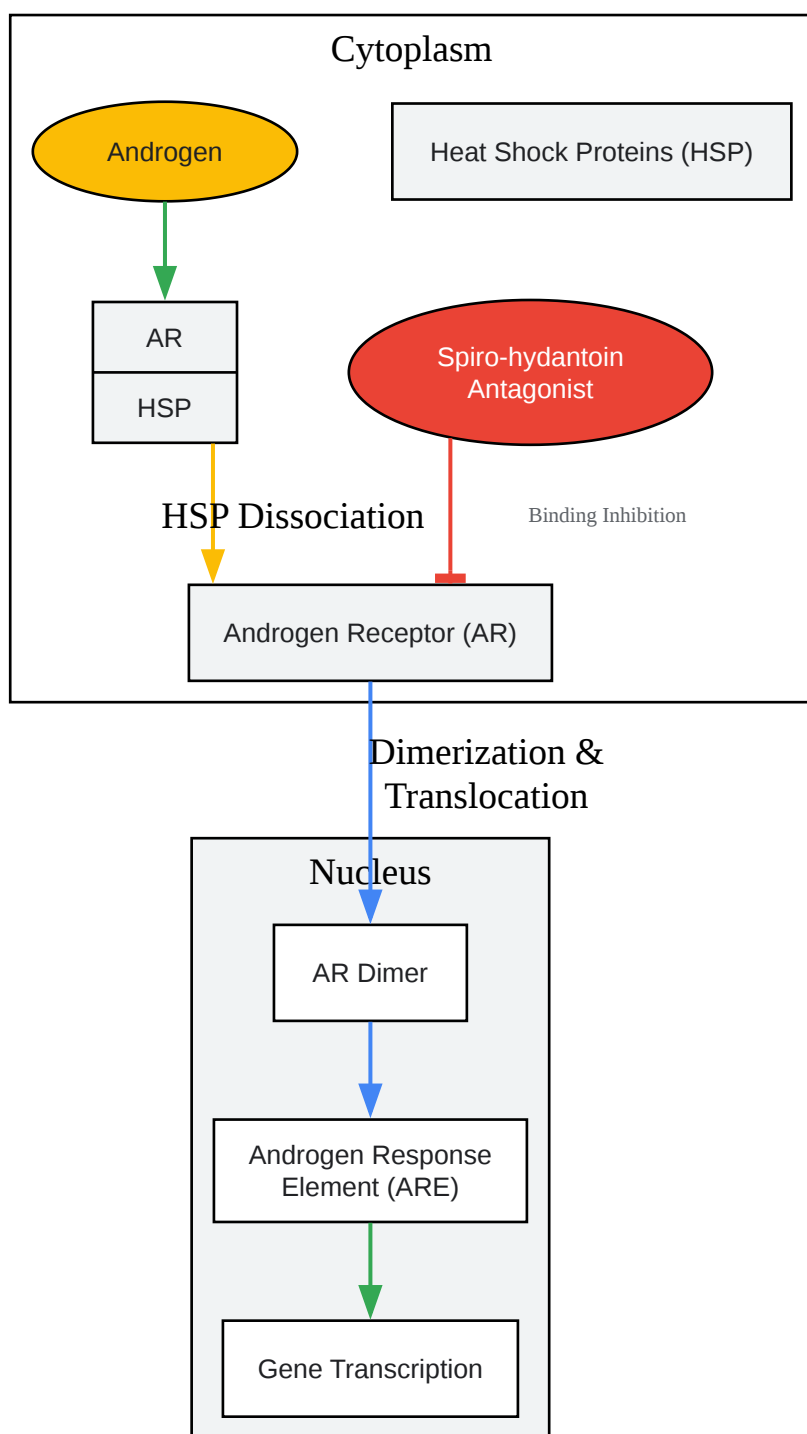 Cytoplasm
Androgen
Heat Shock Proteins (HSP)
AR
HSP
Spiro-hydantoin
Antagonist
HSP Dissociation
Binding Inhibition
Androgen Receptor (AR)
Dimerization &
Translocation
Nucleus
AR Dimer
Androgen Response
Element (ARE)
Gene Transcription